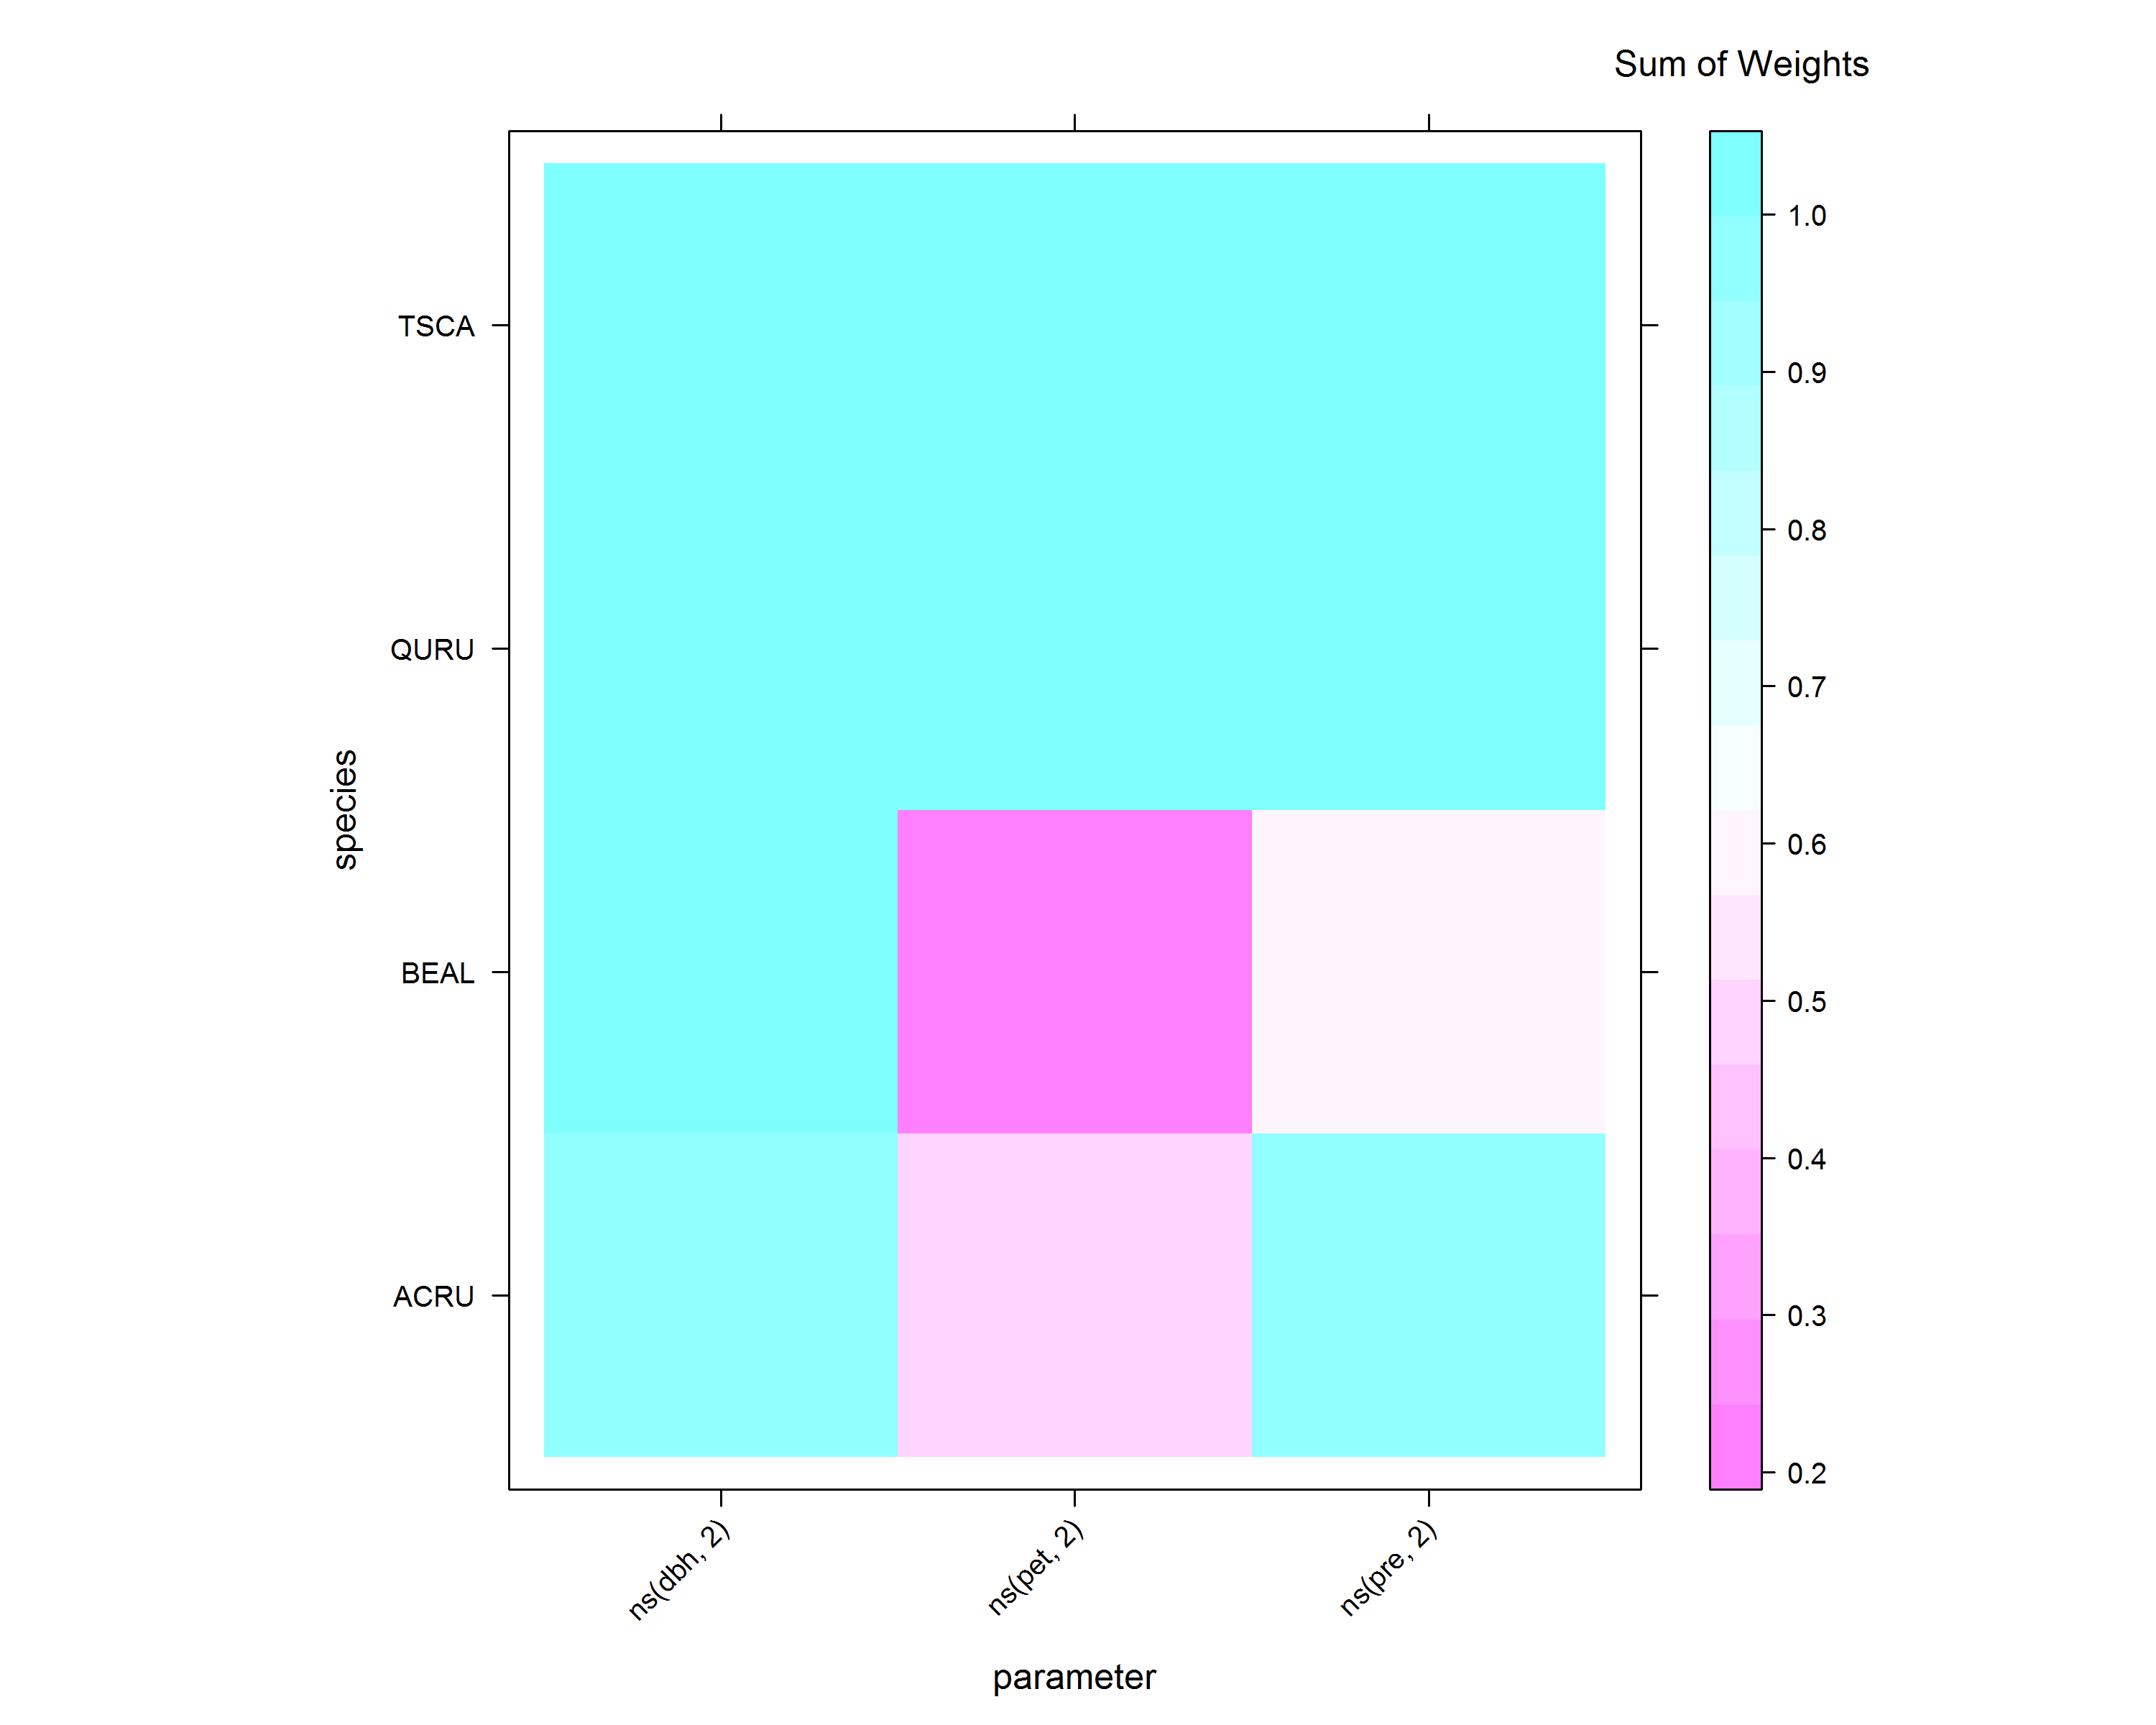 Sum of Weights
1.0
0.9
0.8
0.7
0.6
0.5
0.4
0.3
0.2
species
TSCA
QURU
BEAL
ACRU
ns(dbh, 2)
ns(pet, 2)
ns(pre, 2)
parameter